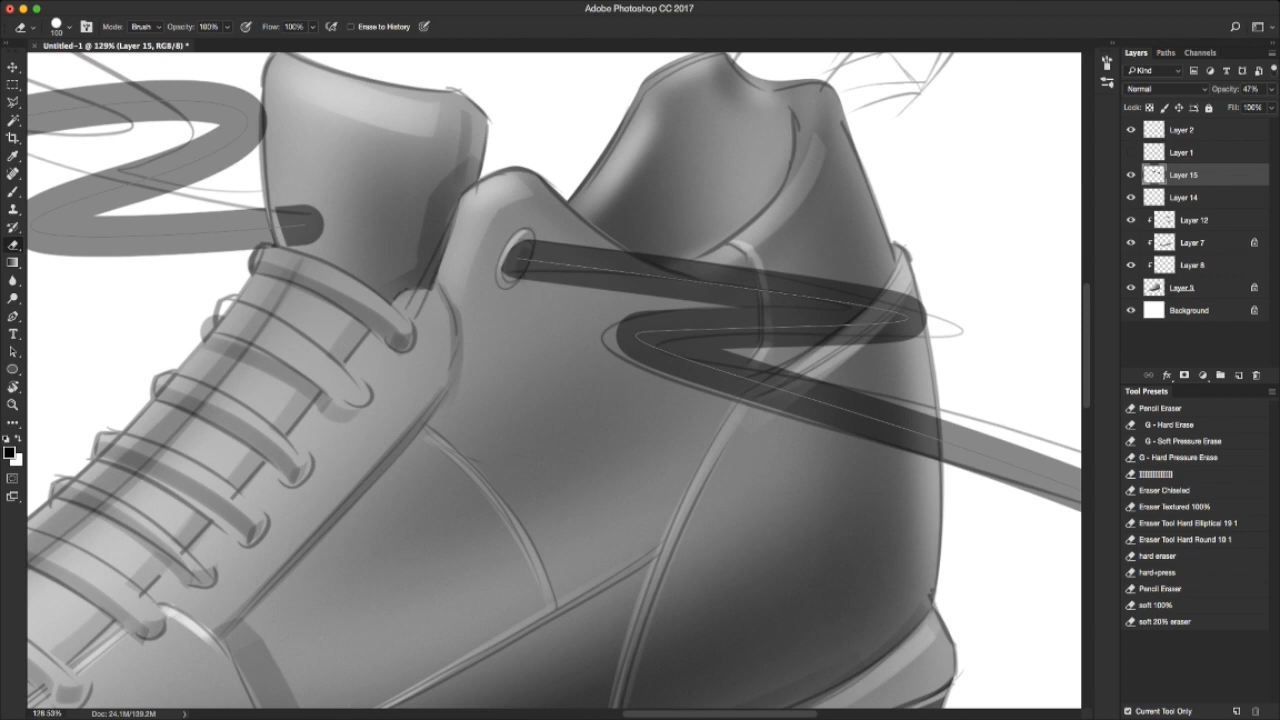 Adobe Photoshop CC 2017
100
Mode: Brush Opacity: 100% Flow: 100% Erase to History
Untitled-1 @ 129% (Layer 15, RGB/8) *
Layers Paths Channels
Kind
Normal Opacity: 47%
Lock: Fill: 100%
Layer 2
Layer 1
Layer 15
Layer 14
Layer 12
Layer 7
Layer 8
Layer 3
Background
Tool Presets
Pencil Eraser
G - Hard Erase
G - Soft Pressure Erase
G - Hard Pressure Erase
Eraser Chiseled
Eraser Textured 100%
Eraser Tool Hard Elliptical 19 1
Eraser Tool Hard Round 10 1
hard eraser
hard+press
Pencil Eraser
soft 100%
soft 20% eraser
Current Tool Only
128.53% Doc: 24.1M/139.2M